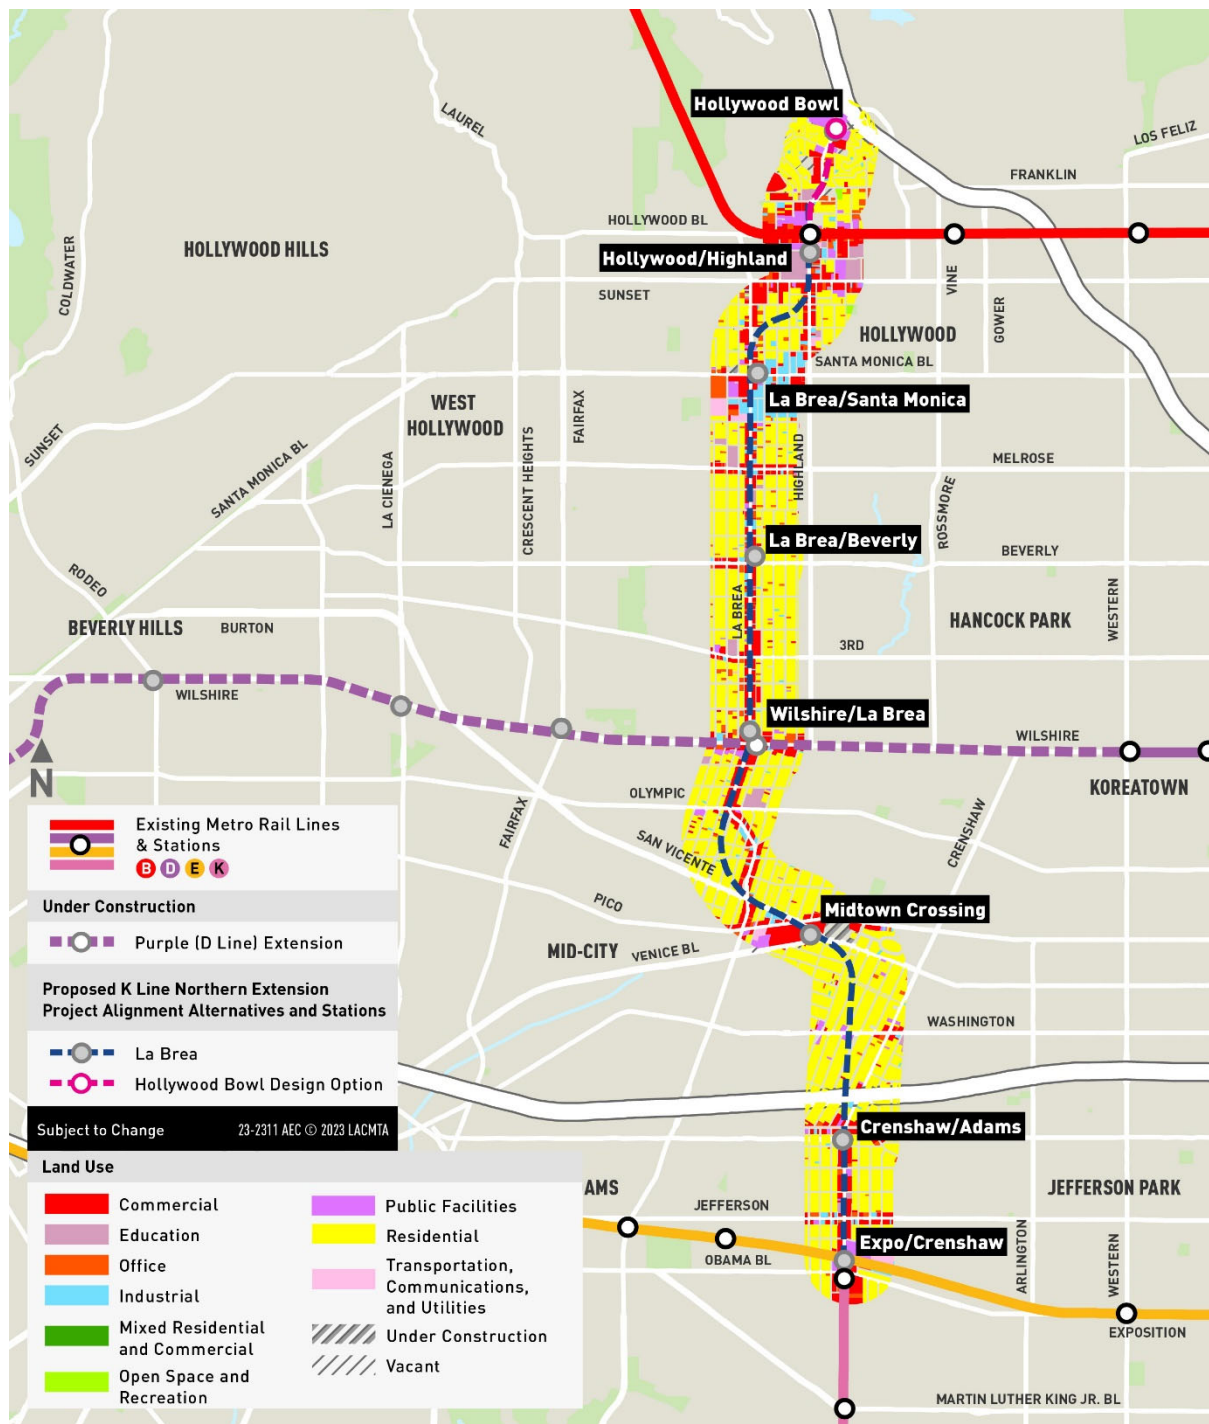 Hollywood Bowl
LAUREL
LOS FELIZ
FRANKLIN
HOLLYWOOD BL
HOLLYWOOD HILLS
COLDWATER
Hollywood/Highland
SUNSET
VINE
GOWER
HOLLYWOOD
SANTA MONICA BL
WEST
HOLLYWOOD
La Brea/Santa Monica
FAIRFAX
SUNSET
SANTA MONICA BL
LA CIENEGA
CRESCENT HEIGHTS
HIGHLAND
MELROSE
ROSSMORE
La Brea/Beverly
BEVERLY
RODEO
LA BREA
WESTERN
BEVERLY HILLS
BURTON
HANCOCK PARK
3RD
WILSHIRE
Wilshire/La Brea
WILSHIRE
N
KOREATOWN
OLYMPIC
FAIRFAX
SAN VICENTE
CRENSHAW
PICO
Midtown Crossing
MID-CITY
VENICE BL
WASHINGTON
Crenshaw/Adams
AMS
JEFFERSON
JEFFERSON PARK
Expo/Crenshaw
OBAMA BL
ARLINGTON
WESTERN
EXPOSITION
MARTIN LUTHER KING JR. BL
Existing Metro Rail Lines
& Stations
B D E K
Under Construction
Purple (D Line) Extension
Proposed K Line Northern Extension
Project Alignment Alternatives and Stations
La Brea
Hollywood Bowl Design Option
Subject to Change 23-2311 AEC © 2023 LACMTA
Land Use
Commercial
Education
Office
Industrial
Mixed Residential
and Commercial
Open Space and
Recreation
Public Facilities
Residential
Transportation,
Communications,
and Utilities
Under Construction
Vacant